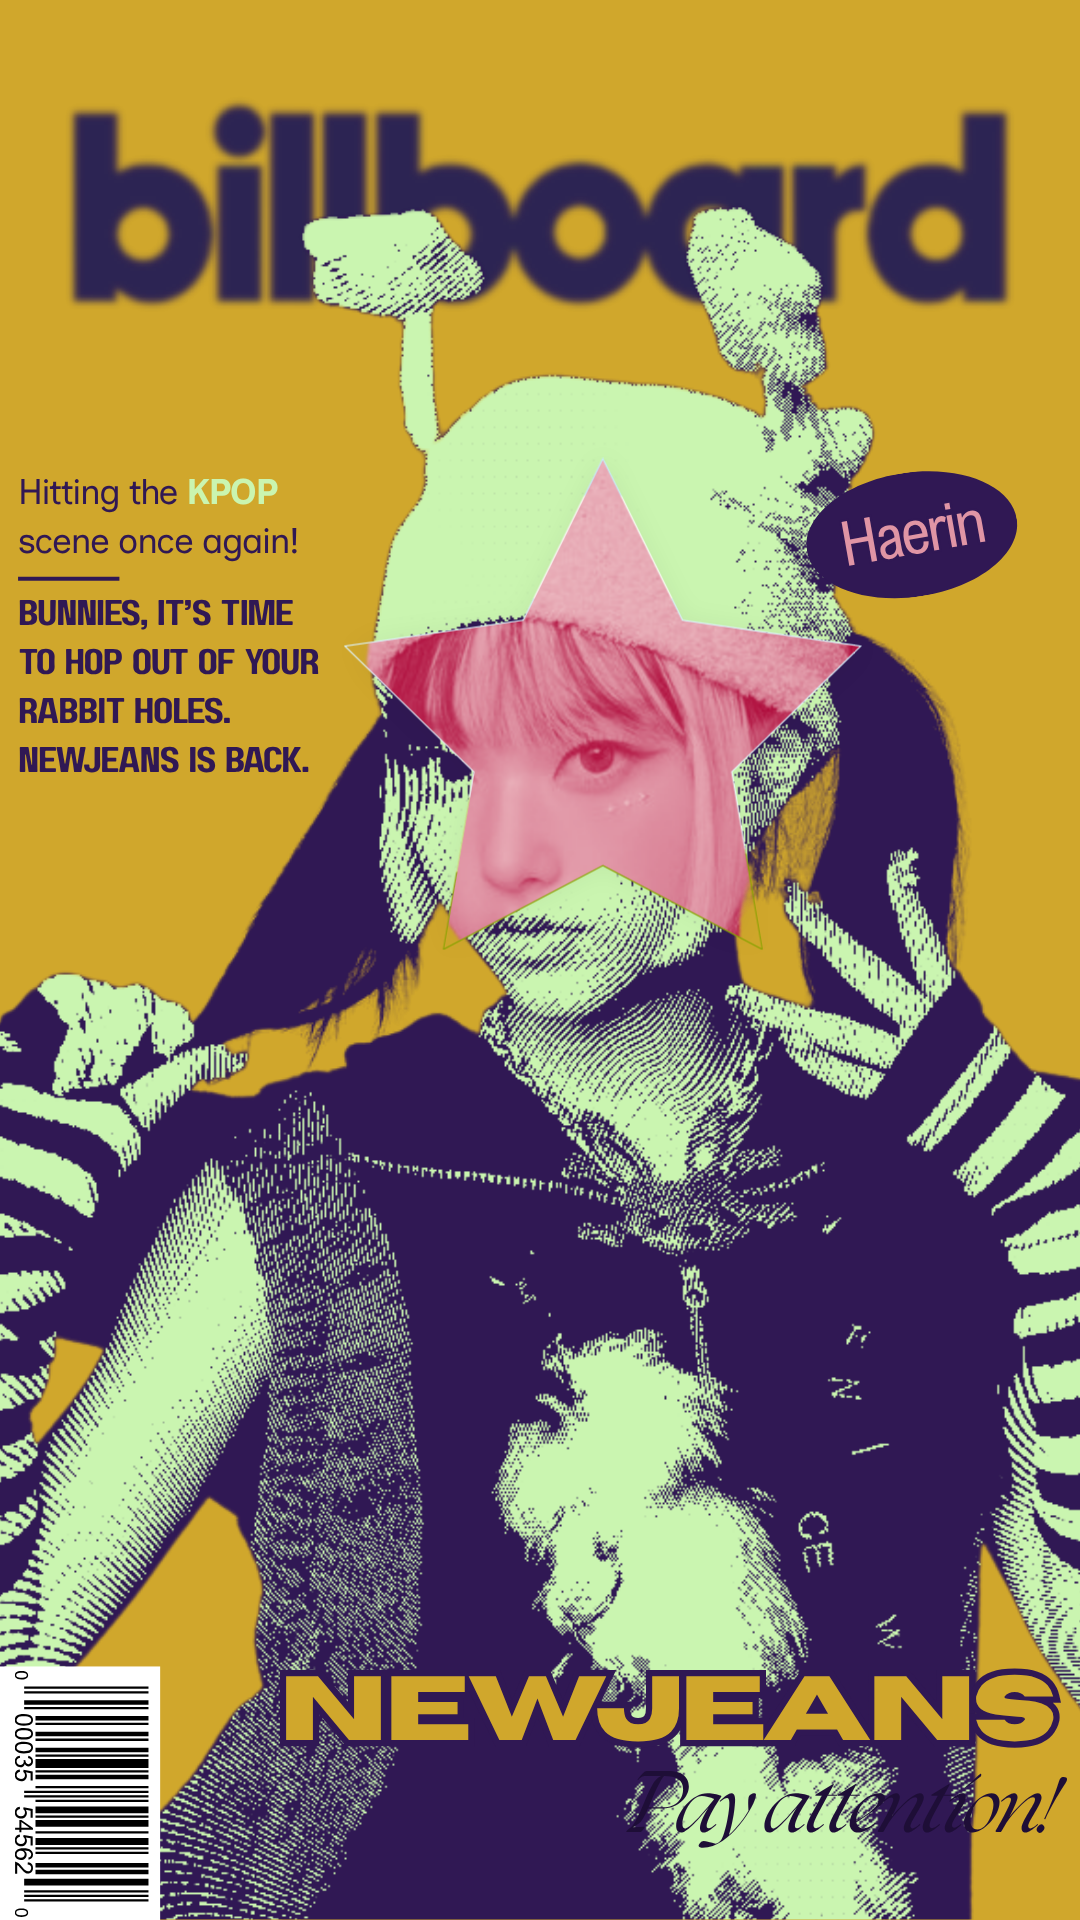 billboard
Hitting the KPOP
scene once again!
BUNNIES, IT'S TIME
TO HOP OUT OF YOUR
RABBIT HOLES.
NEWJEANS IS BACK.
Haerin
N
I
CE
W
NEWJEANS
Pay attention!
0 00035 54562 0